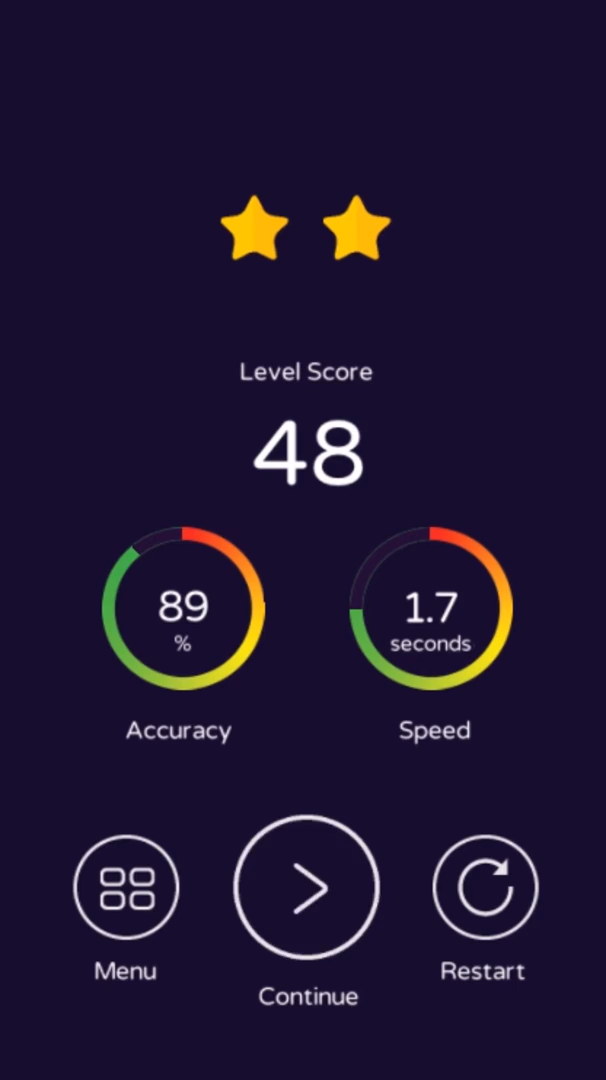 Level Score
48
89
%
1.7
seconds
Accuracy
Speed
Menu
Continue
Restart